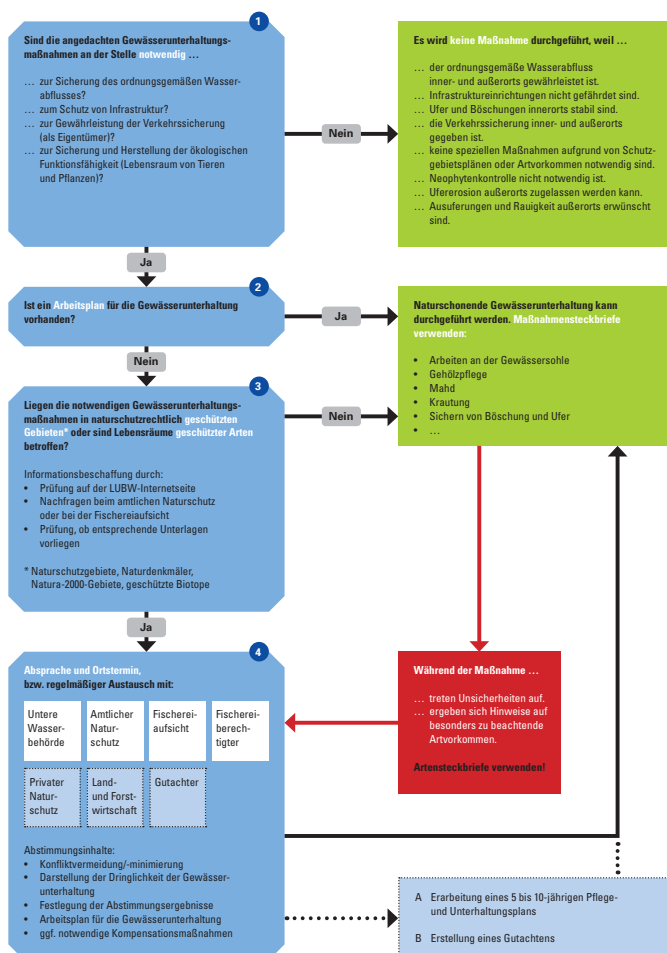 1
Sind die angedachten Gewässerunterhaltungs-
maßnahmen an der Stelle notwendig …
… zur Sicherung des ordnungsgemäßen Wasser-
abflusses?
… zum Schutz von Infrastruktur?
… zur Gewährleistung der Verkehrssicherung
(als Eigentümer)?
… zur Sicherung und Herstellung der ökologischen
Funktionsfähigkeit (Lebensraum von Tieren
und Pflanzen)?
Nein
Es wird keine Maßnahme durchgeführt, weil …
… der ordnungsgemäße Wasserabfluss
inner- und außerorts gewährleistet ist.
… Infrastruktureinrichtungen nicht gefährdet sind.
… Ufer und Böschungen innerorts stabil sind.
… die Verkehrssicherung inner- und außerorts
gegeben ist.
… keine speziellen Maßnahmen aufgrund von Schutz-
gebietsplänen oder Artvorkommen notwendig sind.
… Neophytenkontrolle nicht notwendig ist.
… Ufererosion außerorts zugelassen werden kann.
… Ausuferungen und Rauigkeit außerorts erwünscht
sind.
Ja
2
Ist ein Arbeitsplan für die Gewässerunterhaltung
vorhanden?
Ja
Naturschonende Gewässerunterhaltung kann
durchgeführt werden. Maßnahmensteckbriefe
verwenden:
• Arbeiten an der Gewässersohle
• Gehölzpflege
• Mahd
• Krautung
• Sichern von Böschung und Ufer
• …
Nein
3
Liegen die notwendigen Gewässerunterhaltungs-
maßnahmen in naturschutzrechtlich geschützten
Gebieten* oder sind Lebensräume geschützter Arten
betroffen?
Informationsbeschaffung durch:
• Prüfung auf der LUBW-Internetseite
• Nachfragen beim amtlichen Naturschutz
oder bei der Fischereiaufsicht
• Prüfung, ob entsprechende Unterlagen
vorliegen
* Naturschutzgebiete, Naturdenkmäler,
Natura-2000-Gebiete, geschützte Biotope
Nein
Ja
4
Absprache und Ortstermin,
bzw. regelmäßiger Austausch mit:
Untere
Wasser-
behörde
Amtlicher
Natur-
schutz
Fischerei-
aufsicht
Fischerei-
berech-
tigter
Privater
Natur-
schutz
Land-
und Forst-
wirtschaft
Gutachter
Abstimmungsinhalte:
• Konfliktvermeidung/-minimierung
• Darstellung der Dringlichkeit der Gewässer-
unterhaltung
• Festlegung der Abstimmungsergebnisse
• Arbeitsplan für die Gewässerunterhaltung
• ggf. notwendige Kompensationsmaßnahmen
Während der Maßnahme …
… treten Unsicherheiten auf.
… ergeben sich Hinweise auf
besonders zu beachtende
Artvorkommen.
Artensteckbriefe verwenden!
A Erarbeitung eines 5 bis 10-jährigen Pflege-
und Unterhaltungsplans
B Erstellung eines Gutachtens